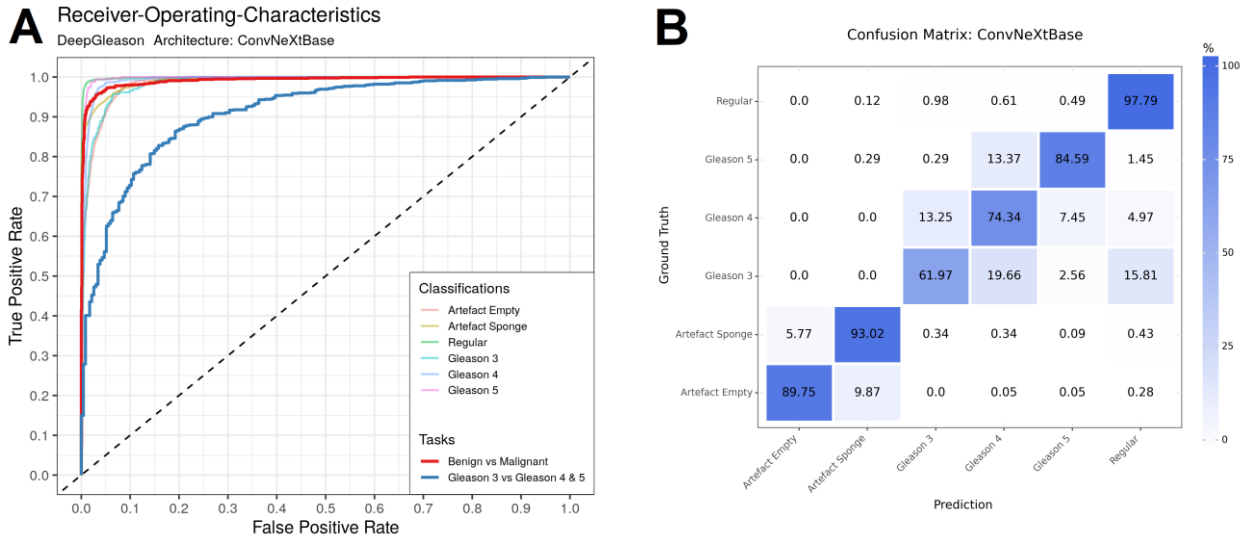 A
Receiver-Operating-Characteristics
DeepGleason Architecture: ConvNeXtBase
True Positive Rate
1.0
0.9
0.8
0.7
0.6
0.5
0.4
0.3
0.2
0.1
0.0
Classifications
Artefact Empty
Artefact Sponge
Regular
Gleason 3
Gleason 4
Gleason 5
Tasks
Benign vs Malignant
Gleason 3 vs Gleason 4 & 5
0.0 0.1 0.2 0.3 0.4 0.5 0.6 0.7 0.8 0.9 1.0
False Positive Rate
B
Confusion Matrix: ConvNeXtBase
Ground Truth
Regular 0.0 0.12 0.98 0.61 0.49 97.79
Gleason 5 0.0 0.29 0.29 13.37 84.59 1.45
Gleason 4 0.0 0.0 13.25 74.34 7.45 4.97
Gleason 3 0.0 0.0 61.97 19.66 2.56 15.81
Artefact Sponge 5.77 93.02 0.34 0.34 0.09 0.43
Artefact Empty 89.75 9.87 0.0 0.05 0.05 0.28
Artefact Empty Artefact Sponge Gleason 3 Gleason 4 Gleason 5 Regular
Prediction
%
100
75
50
25
0